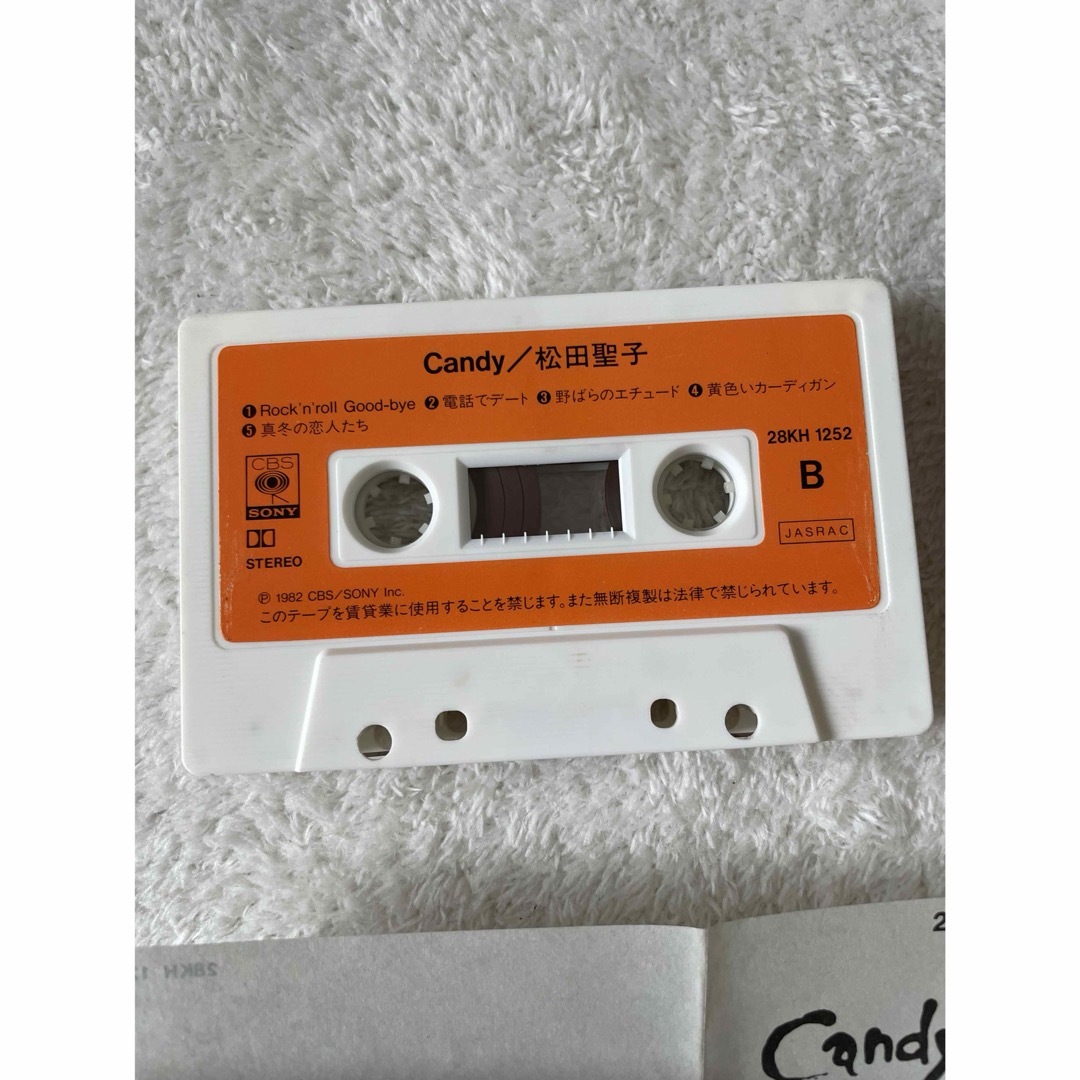 Candy／松田聖子
❶ Rock'n'roll Good-bye ❷ 電話でデート ❸ 野ばらのエチュード ❹ 黄色いカーディガン
❺ 真冬の恋人たち
28KH 1252
B
CBS
SONY
STEREO
JASRAC
Ⓟ 1982 CBS/SONY Inc.
このテープを賃貸業に使用することを禁じます。また無断複製は法律で禁じられています。
2
28KH 1
Candy